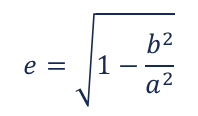 e = √(1 − b²/a²)